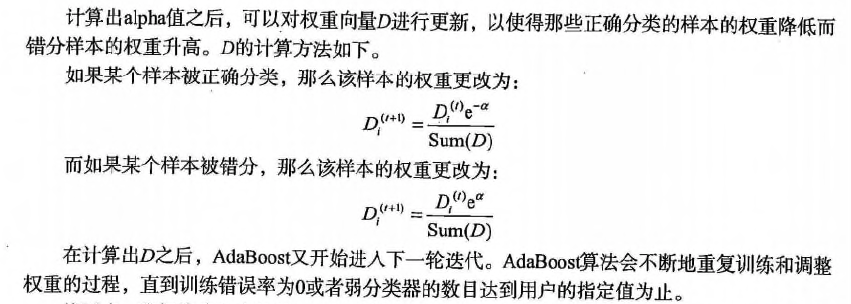 计算出alpha值之后，可以对权重向量D进行更新，以使得那些正确分类的样本的权重降低而
错分样本的权重升高。D的计算方法如下。
如果某个样本被正确分类，那么该样本的权重更改为：
D_i^{(t+1)} = \frac{D_i^{(t)} e^{-α}}{Sum(D)}
而如果某个样本被错分，那么该样本的权重更改为：
D_i^{(t+1)} = \frac{D_i^{(t)} e^{α}}{Sum(D)}
在计算出D之后，AdaBoost又开始进入下一轮迭代。AdaBoost算法会不断地重复训练和调整
权重的过程，直到训练错误率为0或者弱分类器的数目达到用户的指定值为止。